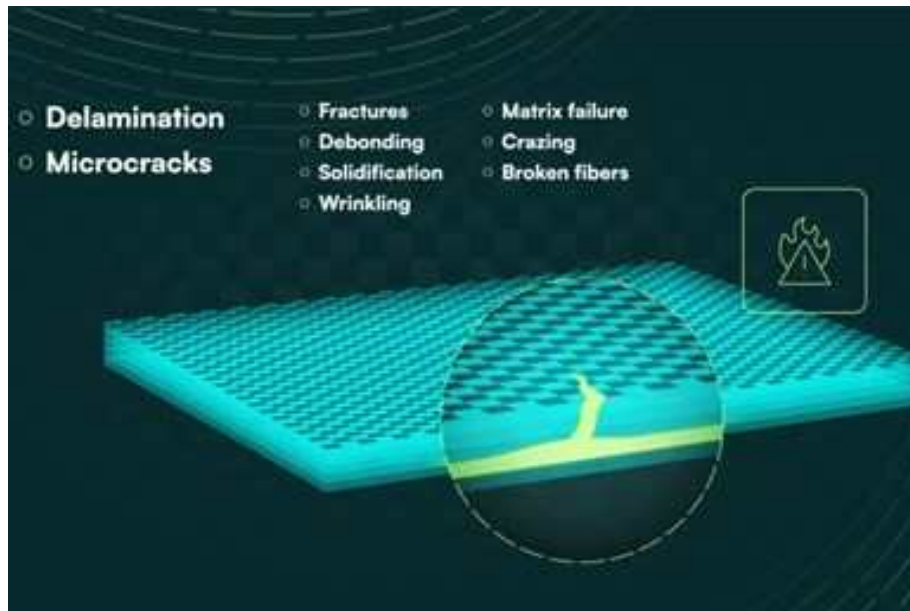 Delamination
Microcracks
Fractures
Debonding
Solidification
Wrinkling
Matrix failure
Crazing
Broken fibers